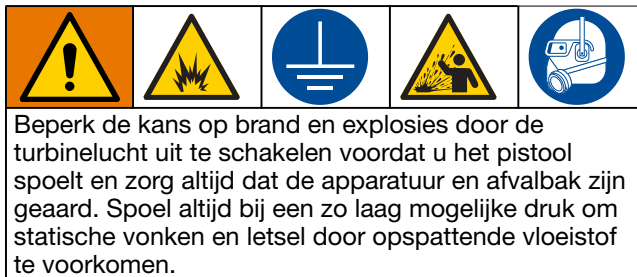 Beperk de kans op brand en explosies door de
turbinelucht uit te schakelen voordat u het pistool
spoelt en zorg altijd dat de apparatuur en afvalbak zijn
geaard. Spoel altijd bij een zo laag mogelijke druk om
statische vonken en letsel door opspattende vloeistof
te voorkomen.